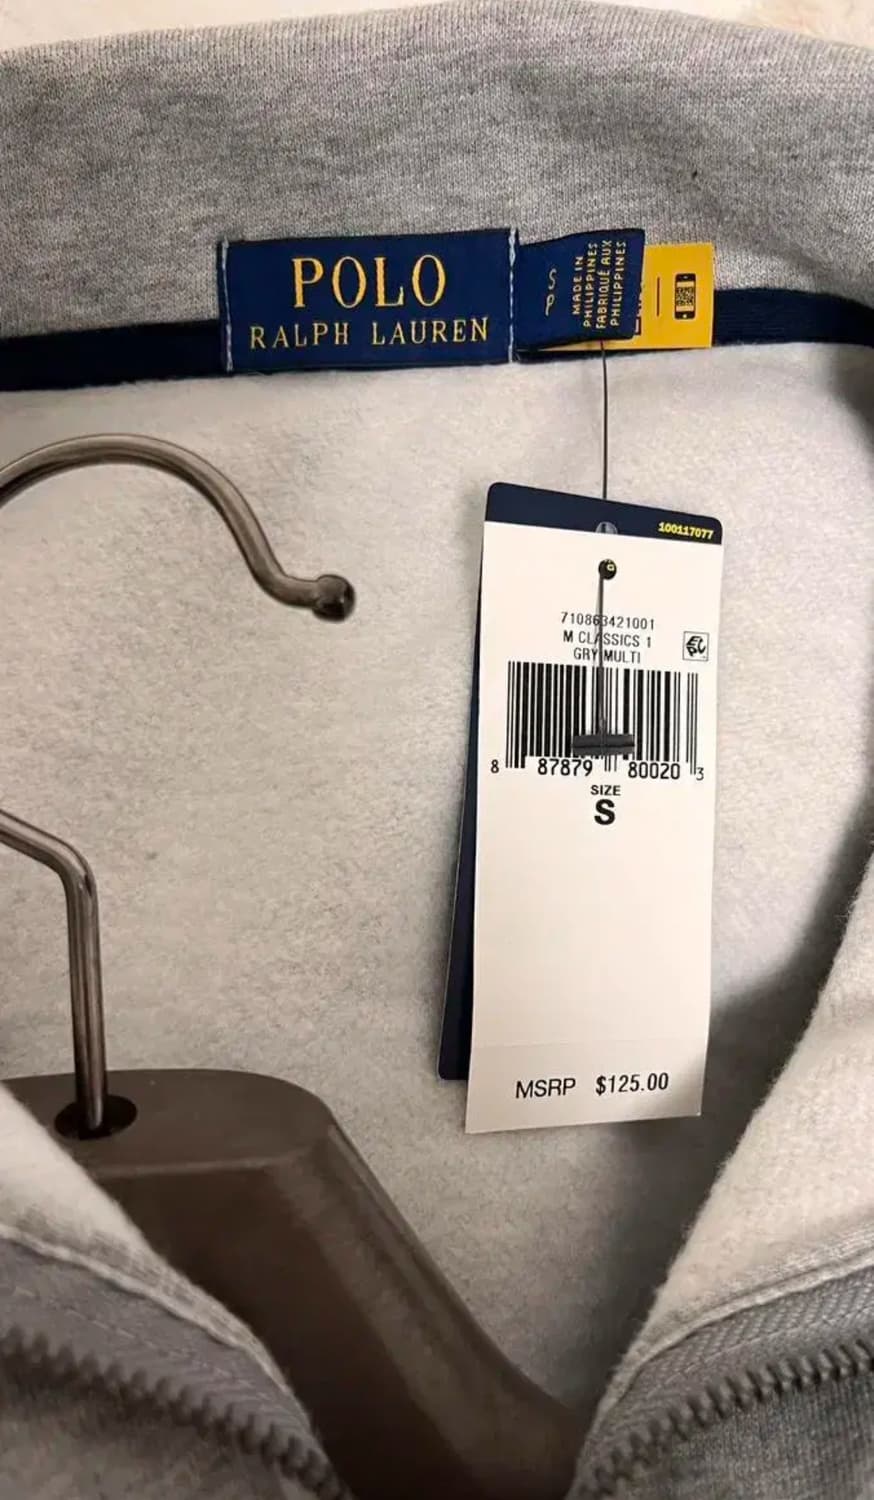 POLO
RALPH LAUREN
S
P
MADE IN
PHILIPPINES
FABRIQUÉ AUX
PHILIPPINES
100117077
710863421001
M CLASSICS 1
GRY MULTI
8 87879 80020 3
SIZE
S
MSRP $125.00